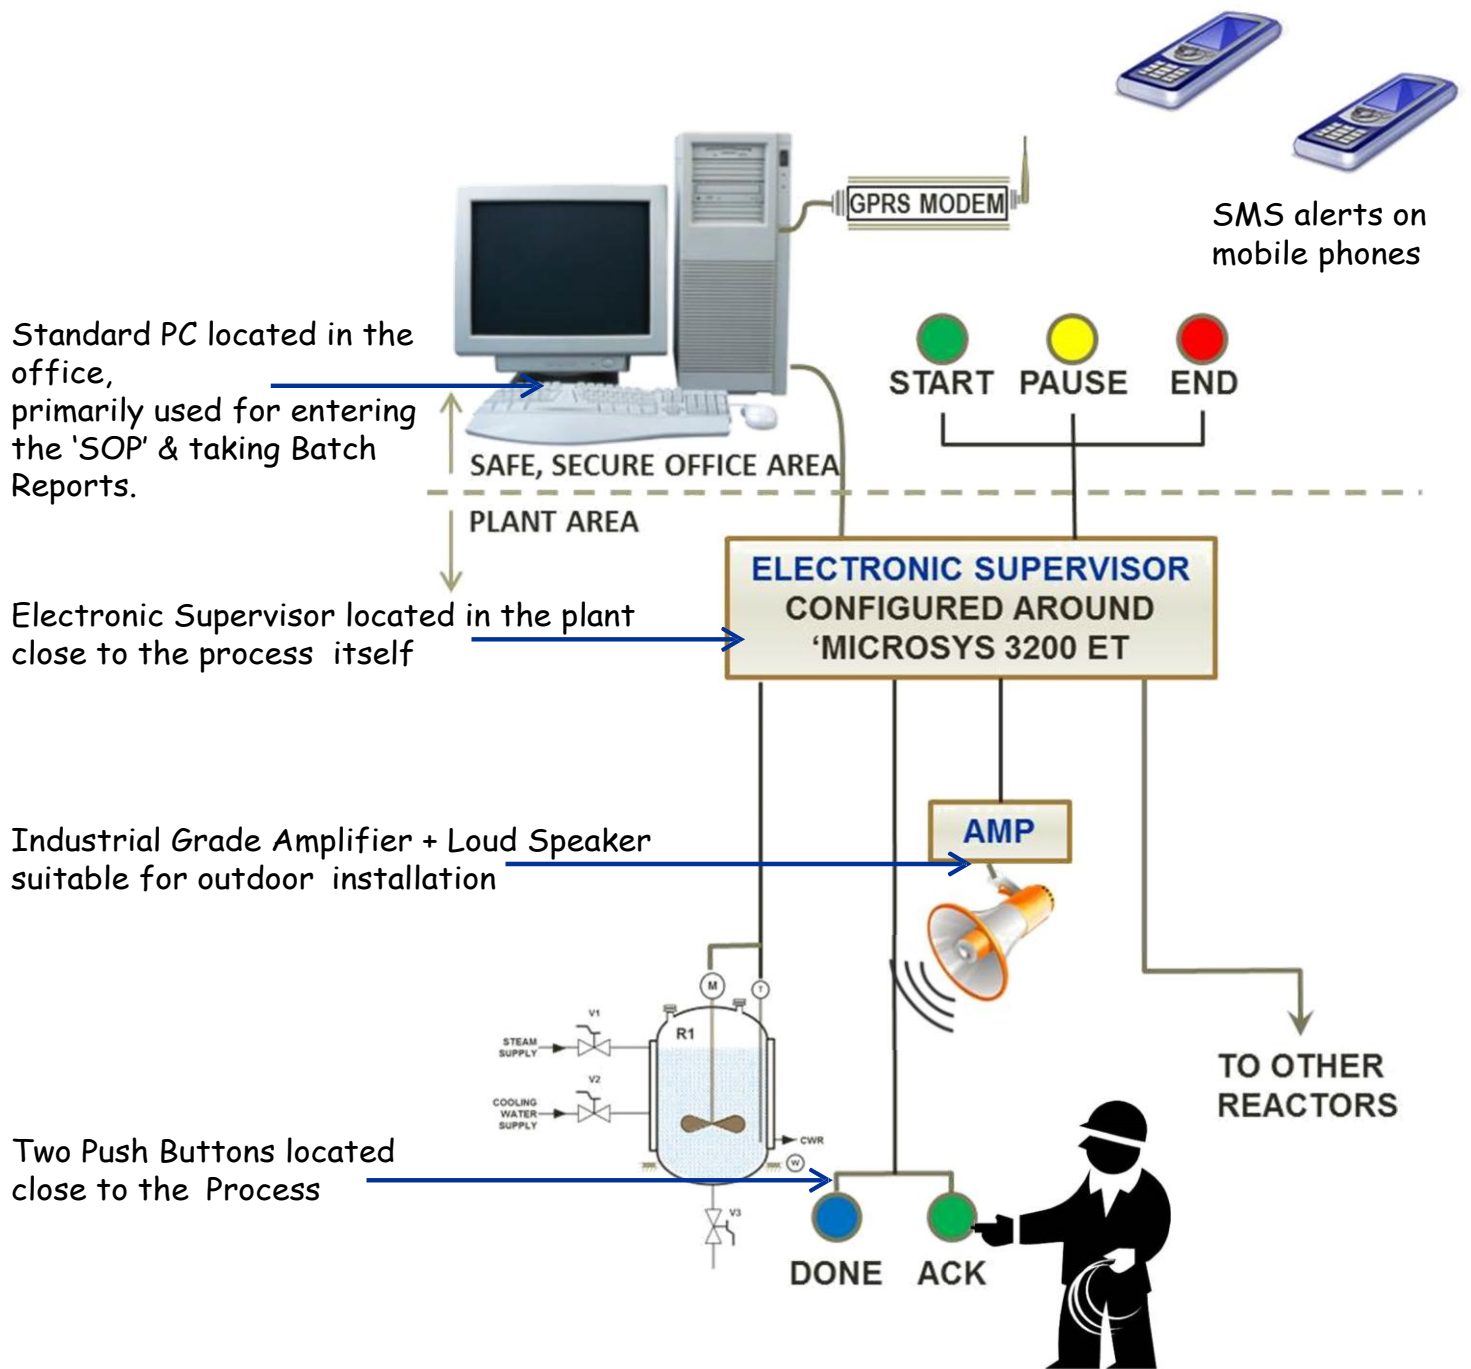 SMS alerts on
mobile phones
GPRS MODEM
START PAUSE END
Standard PC located in the
office,
primarily used for entering
the ‘SOP’ & taking Batch
Reports.
SAFE, SECURE OFFICE AREA
PLANT AREA
ELECTRONIC SUPERVISOR
CONFIGURED AROUND
‘MICROSYS 3200 ET
Electronic Supervisor located in the plant
close to the process itself
AMP
Industrial Grade Amplifier + Loud Speaker
suitable for outdoor installation
M
T
V1
R1
STEAM
SUPPLY
V2
COOLING
WATER
SUPPLY
CWR
W
V3
TO OTHER
REACTORS
Two Push Buttons located
close to the Process
DONE ACK